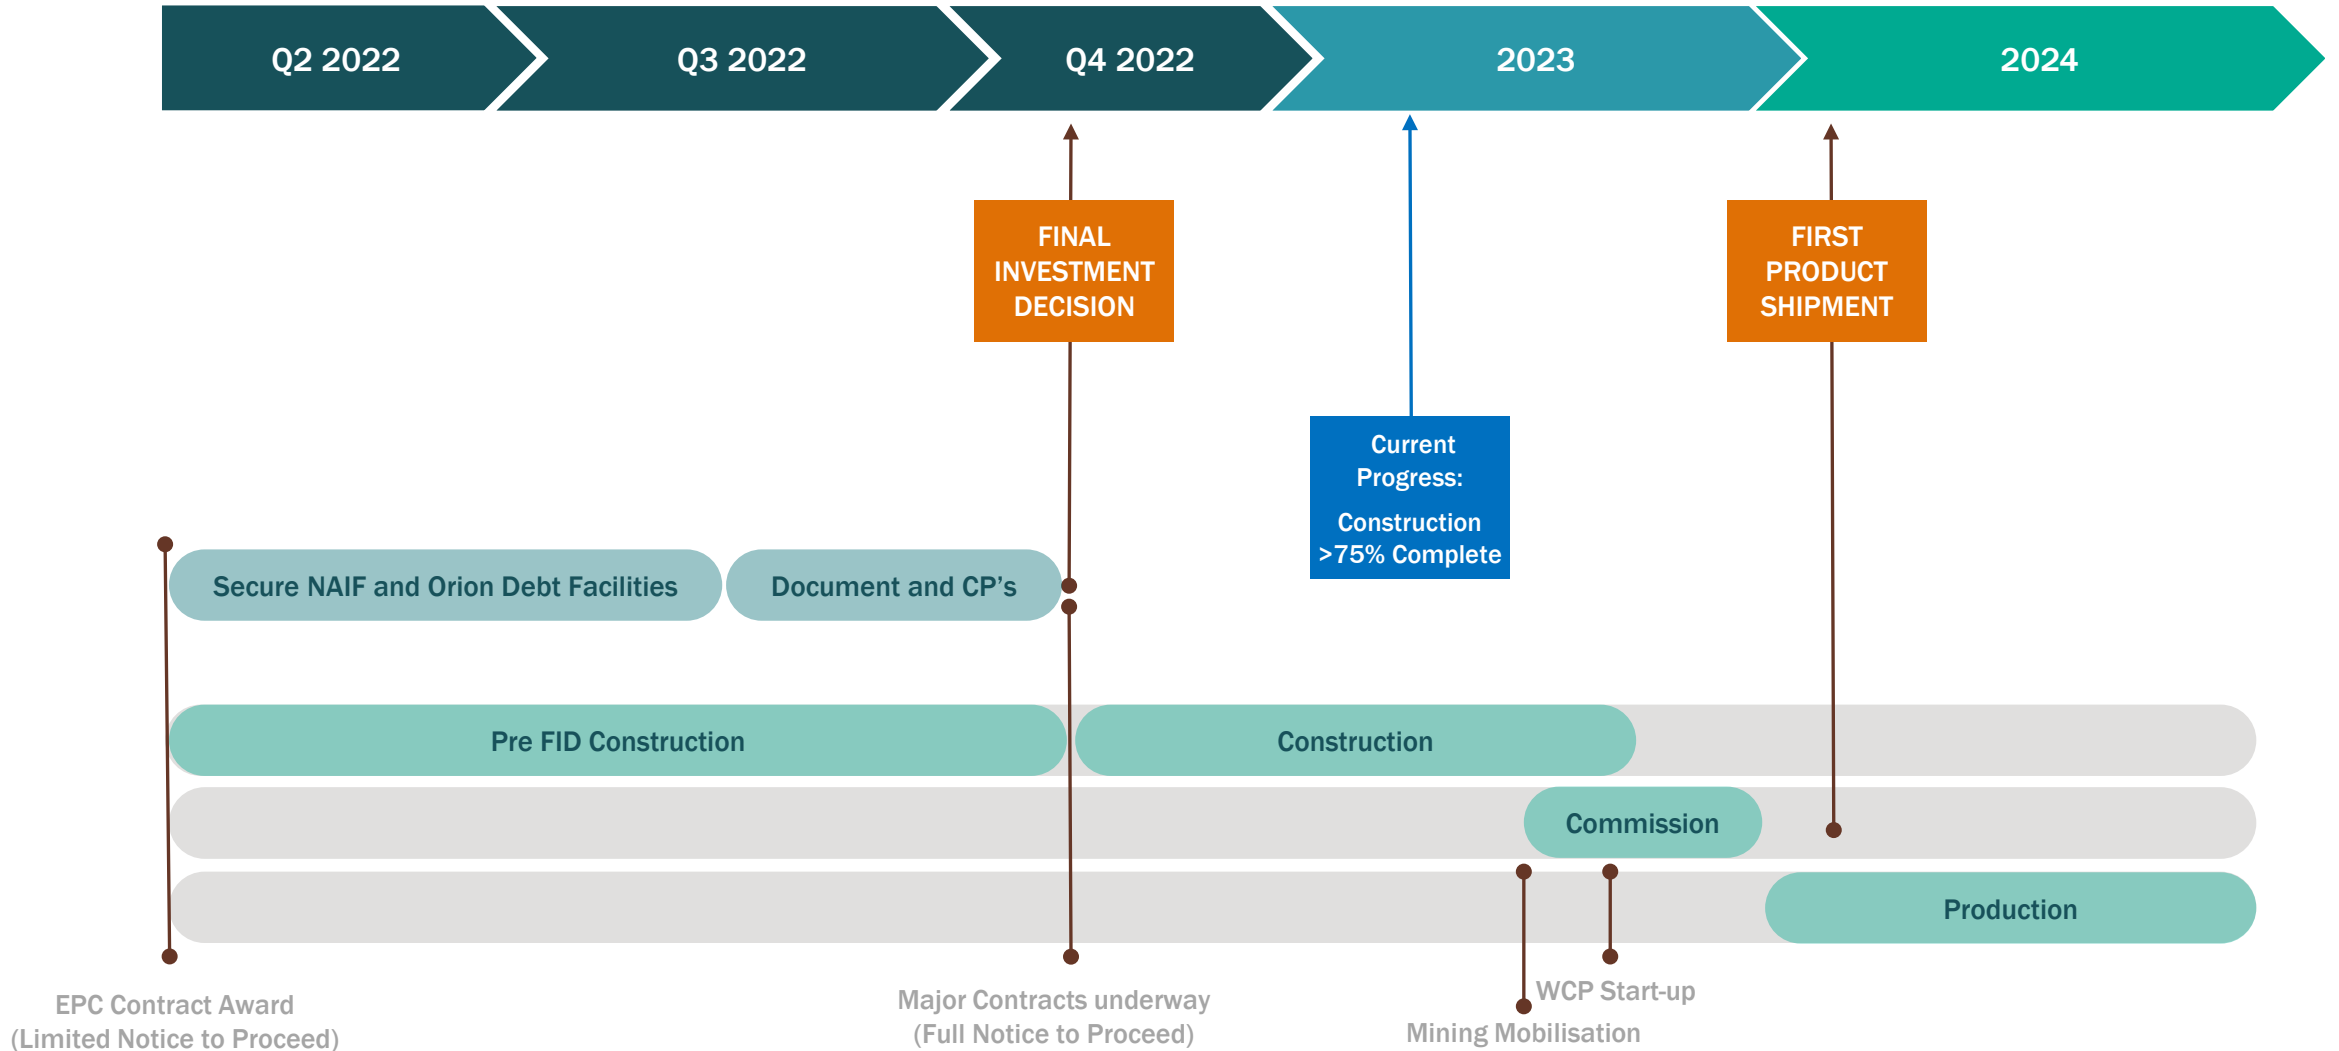 Q2 2022
Q3 2022
Q4 2022
2023
2024
FINAL
INVESTMENT
DECISION
FIRST
PRODUCT
SHIPMENT
Current
Progress:
Construction
>75% Complete
Secure NAIF and Orion Debt Facilities
Document and CP’s
Pre FID Construction
Construction
Commission
Production
EPC Contract Award
(Limited Notice to Proceed)
Major Contracts underway
(Full Notice to Proceed)
WCP Start-up
Mining Mobilisation